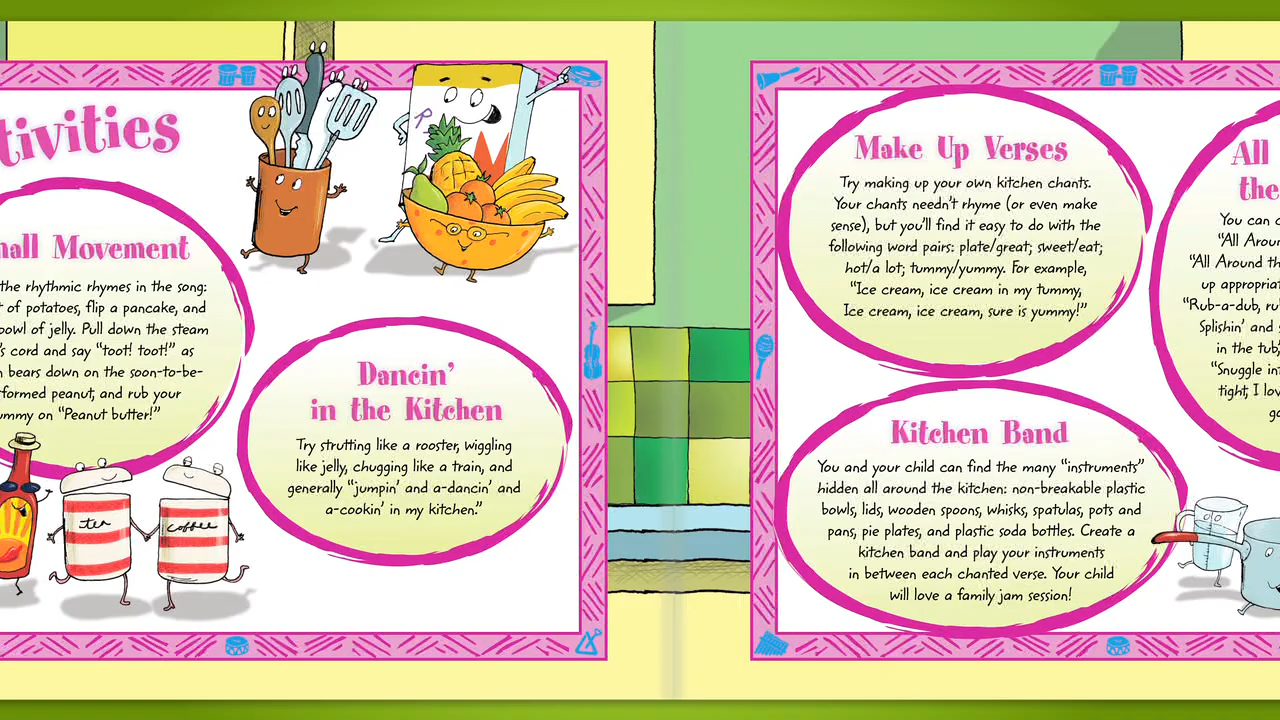 tivities
mall Movement
the rhythmic rhymes in the song:
t of potatoes, flip a pancake, and
bowl of jelly. Pull down the steam
's cord and say “toot! toot!” as
n bears down on the soon-to-be-
formed peanut, and rub your
ummy on “Peanut butter!”
tea
coffee
R
Dancin’
in the Kitchen
Try strutting like a rooster, wiggling
like jelly, chugging like a train, and
generally “jumpin’ and a-dancin’ and
a-cookin’ in my kitchen.”
Make Up Verses
Try making up your own kitchen chants.
Your chants needn’t rhyme (or even make
sense), but you’ll find it easy to do with the
following word pairs: plate/great; sweet/eat;
hot/a lot; tummy/yummy. For example,
“Ice cream, ice cream in my tummy,
Ice cream, ice cream, sure is yummy!”
Kitchen Band
You and your child can find the many “instruments”
hidden all around the kitchen: non-breakable plastic
bowls, lids, wooden spoons, whisks, spatulas, pots and
pans, pie plates, and plastic soda bottles. Create a
kitchen band and play your instruments
in between each chanted verse. Your child
will love a family jam session!
All
the
You can
“All Aroun
“All Around th
up appropriat
“Rub-a-dub, ru
Splishin’ and s
in the tub,
“Snuggle int
tight, I lov
g